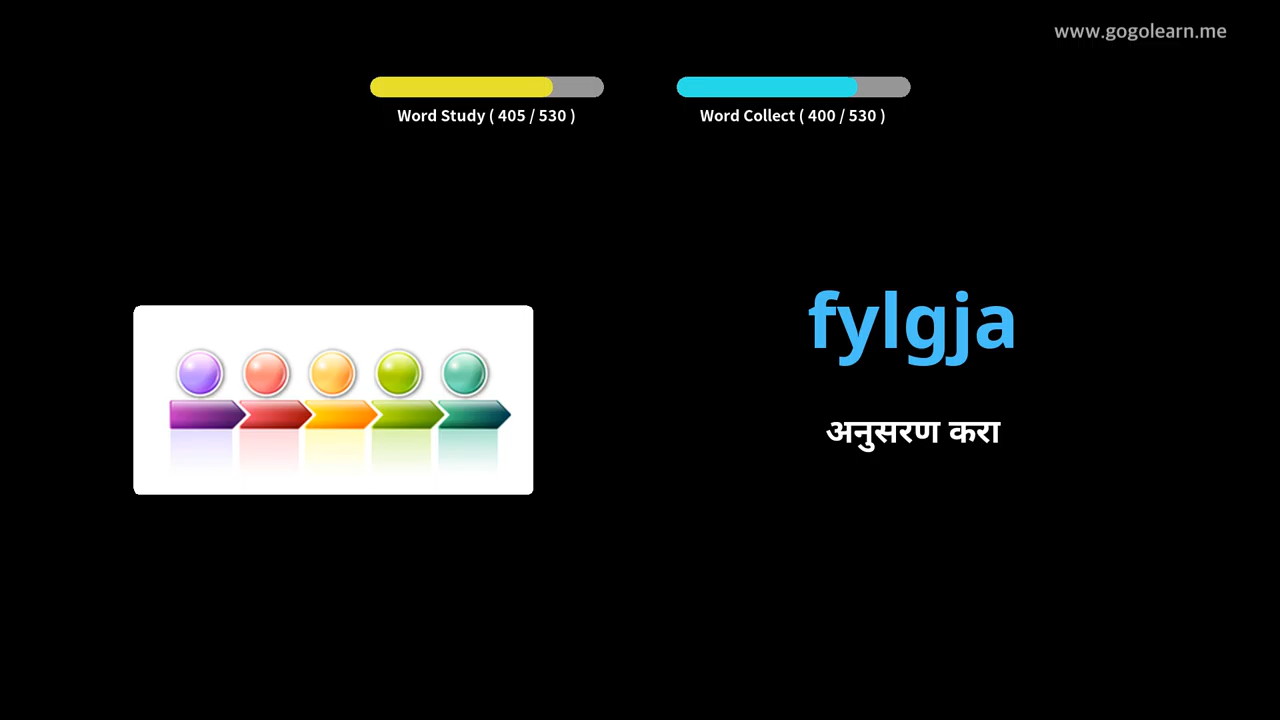 www.gogolearn.me
Word Study ( 405 / 530 )
Word Collect ( 400 / 530 )
fylgja
अनुसरण करा